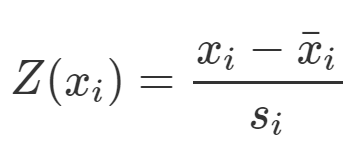 $Z(x_i) = \frac{x_i - \bar{x}_i}{s_i}$